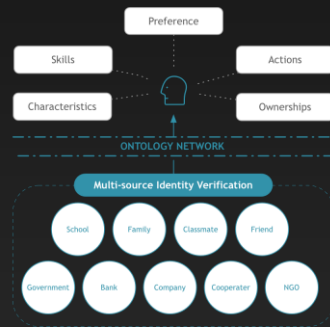 Preference
Skills
Actions
Characteristics
Ownerships
ONTOLOGY NETWORK
Multi-source Identity Verification
School
Family
Classmate
Friend
Government
Bank
Company
Cooperater
NGO